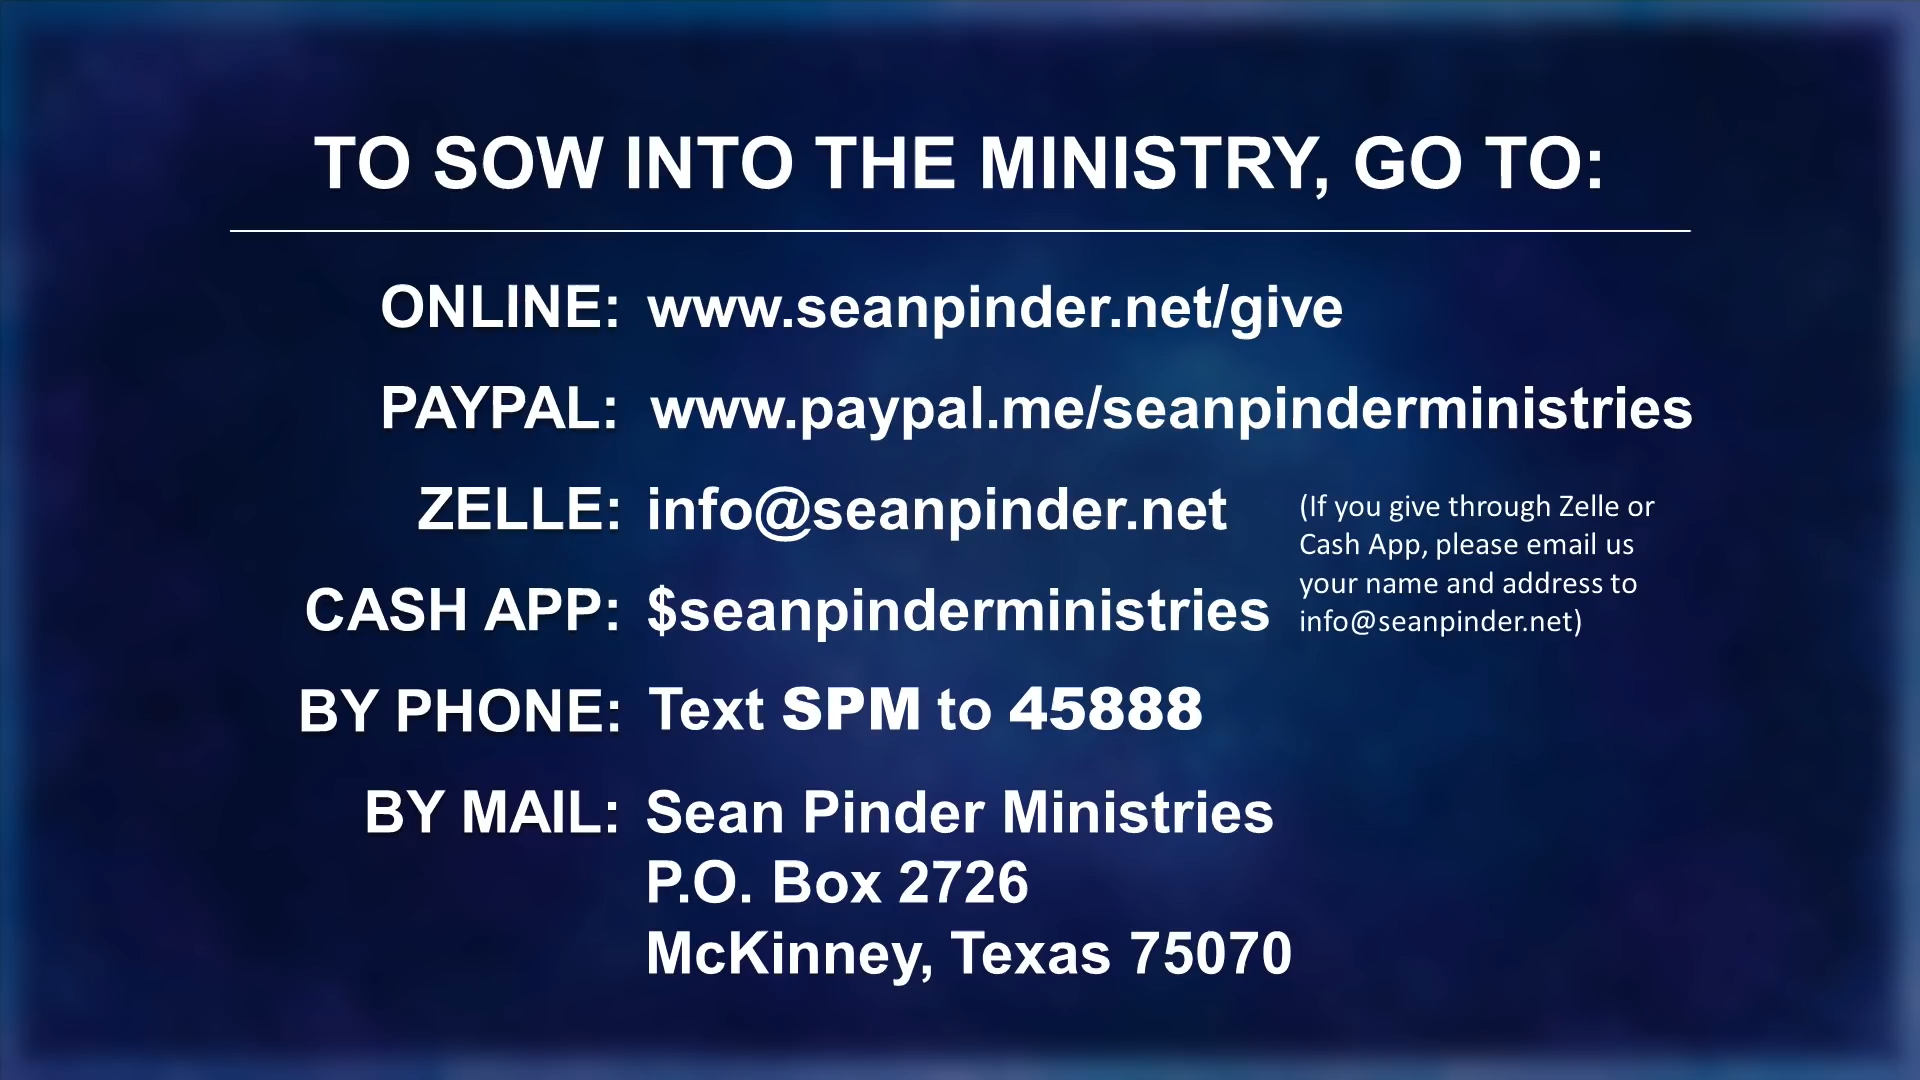 TO SOW INTO THE MINISTRY, GO TO:
ONLINE: www.seanpinder.net/give
PAYPAL: www.paypal.me/seanpinderministries
ZELLE: info@seanpinder.net
CASH APP: $seanpinderministries
(If you give through Zelle or
Cash App, please email us
your name and address to
info@seanpinder.net)
BY PHONE: Text SPM to 45888
BY MAIL: Sean Pinder Ministries
P.O. Box 2726
McKinney, Texas 75070